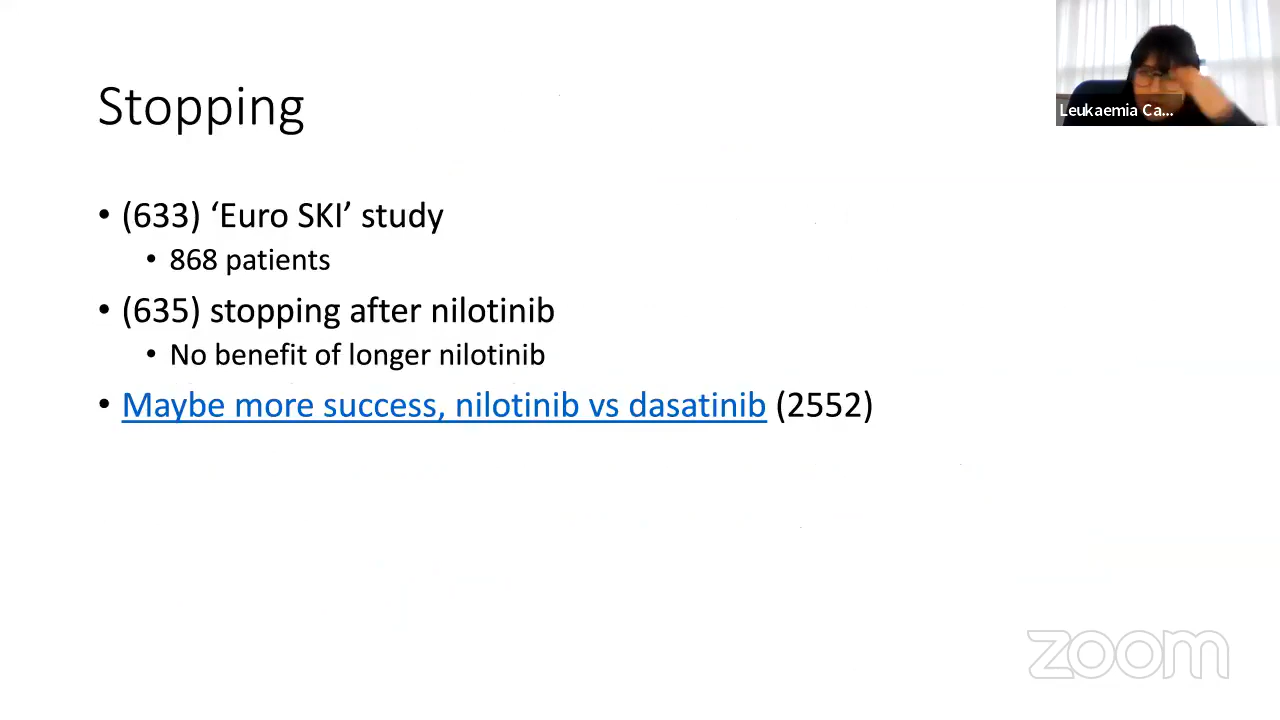 Leukaemia Ca...
Stopping
• (633) ‘Euro SKI’ study
• 868 patients
• (635) stopping after nilotinib
• No benefit of longer nilotinib
• Maybe more success, nilotinib vs dasatinib (2552)
zoom